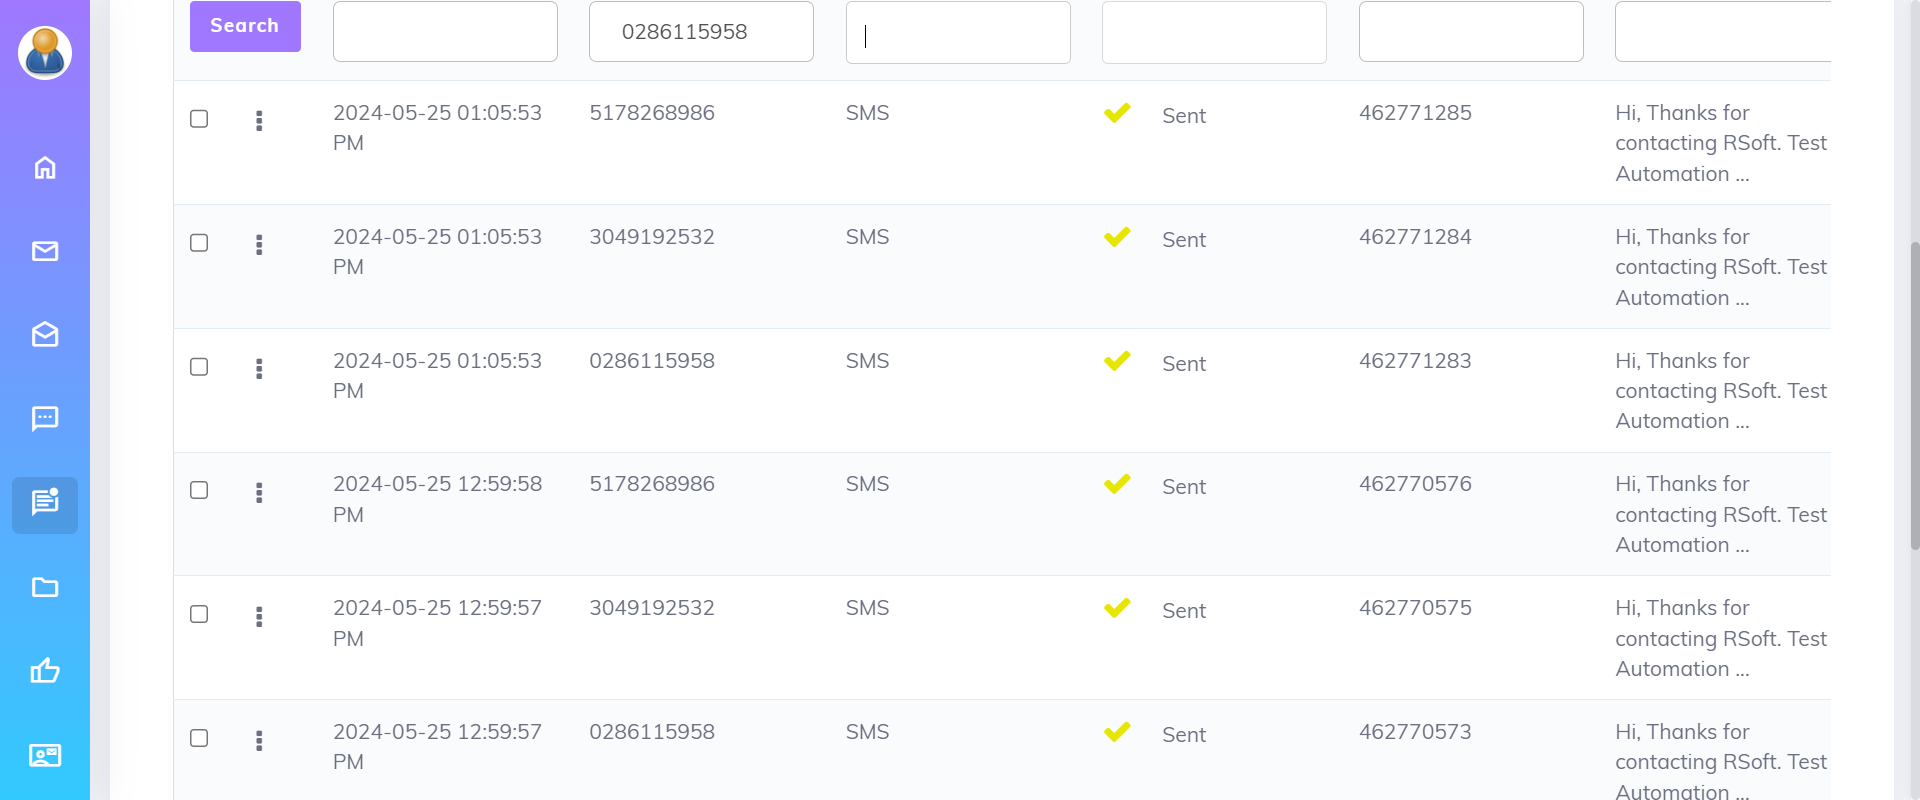 Search 0286115958
2024-05-25 01:05:53 PM 5178268986 SMS Sent 462771285 Hi, Thanks for
contacting RSoft. Test
Automation ...
2024-05-25 01:05:53 PM 3049192532 SMS Sent 462771284 Hi, Thanks for
contacting RSoft. Test
Automation ...
2024-05-25 01:05:53 PM 0286115958 SMS Sent 462771283 Hi, Thanks for
contacting RSoft. Test
Automation ...
2024-05-25 12:59:58 PM 5178268986 SMS Sent 462770576 Hi, Thanks for
contacting RSoft. Test
Automation ...
2024-05-25 12:59:57 PM 3049192532 SMS Sent 462770575 Hi, Thanks for
contacting RSoft. Test
Automation ...
2024-05-25 12:59:57 PM 0286115958 SMS Sent 462770573 Hi, Thanks for
contacting RSoft. Test
Automation ...